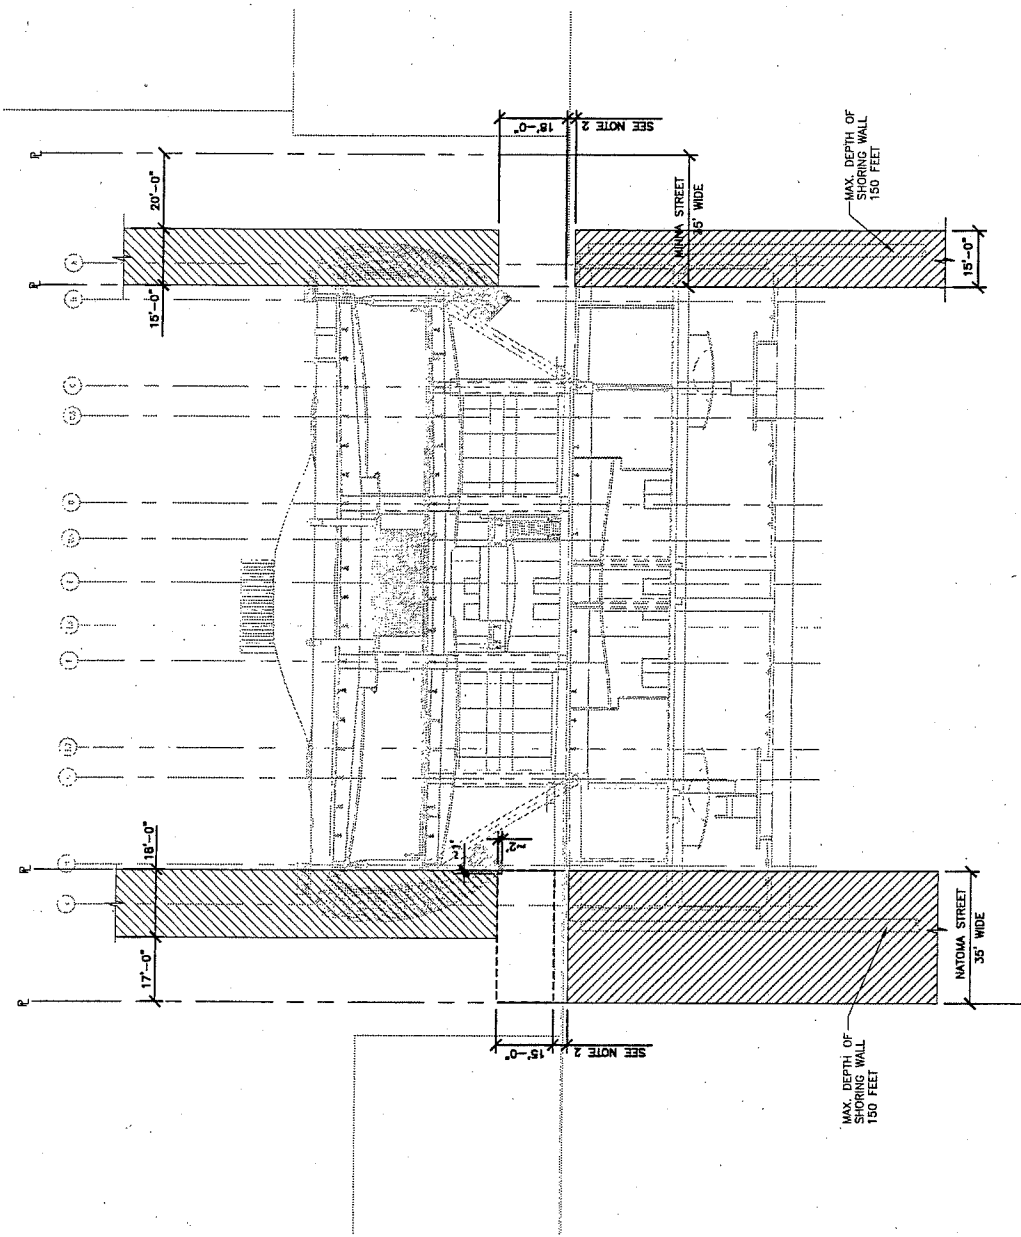 20'-0"
15'-0"
18'-0"
SEE NOTE 2
MINNA STREET
35' WIDE
MAX. DEPTH OF
SHORING WALL
150 FEET
15'-0"
A
B
C
D
E
F
~2'
18'-0"
17'-0"
15'-0"
SEE NOTE 2
NATOMA STREET
35' WIDE
MAX. DEPTH OF
SHORING WALL
150 FEET